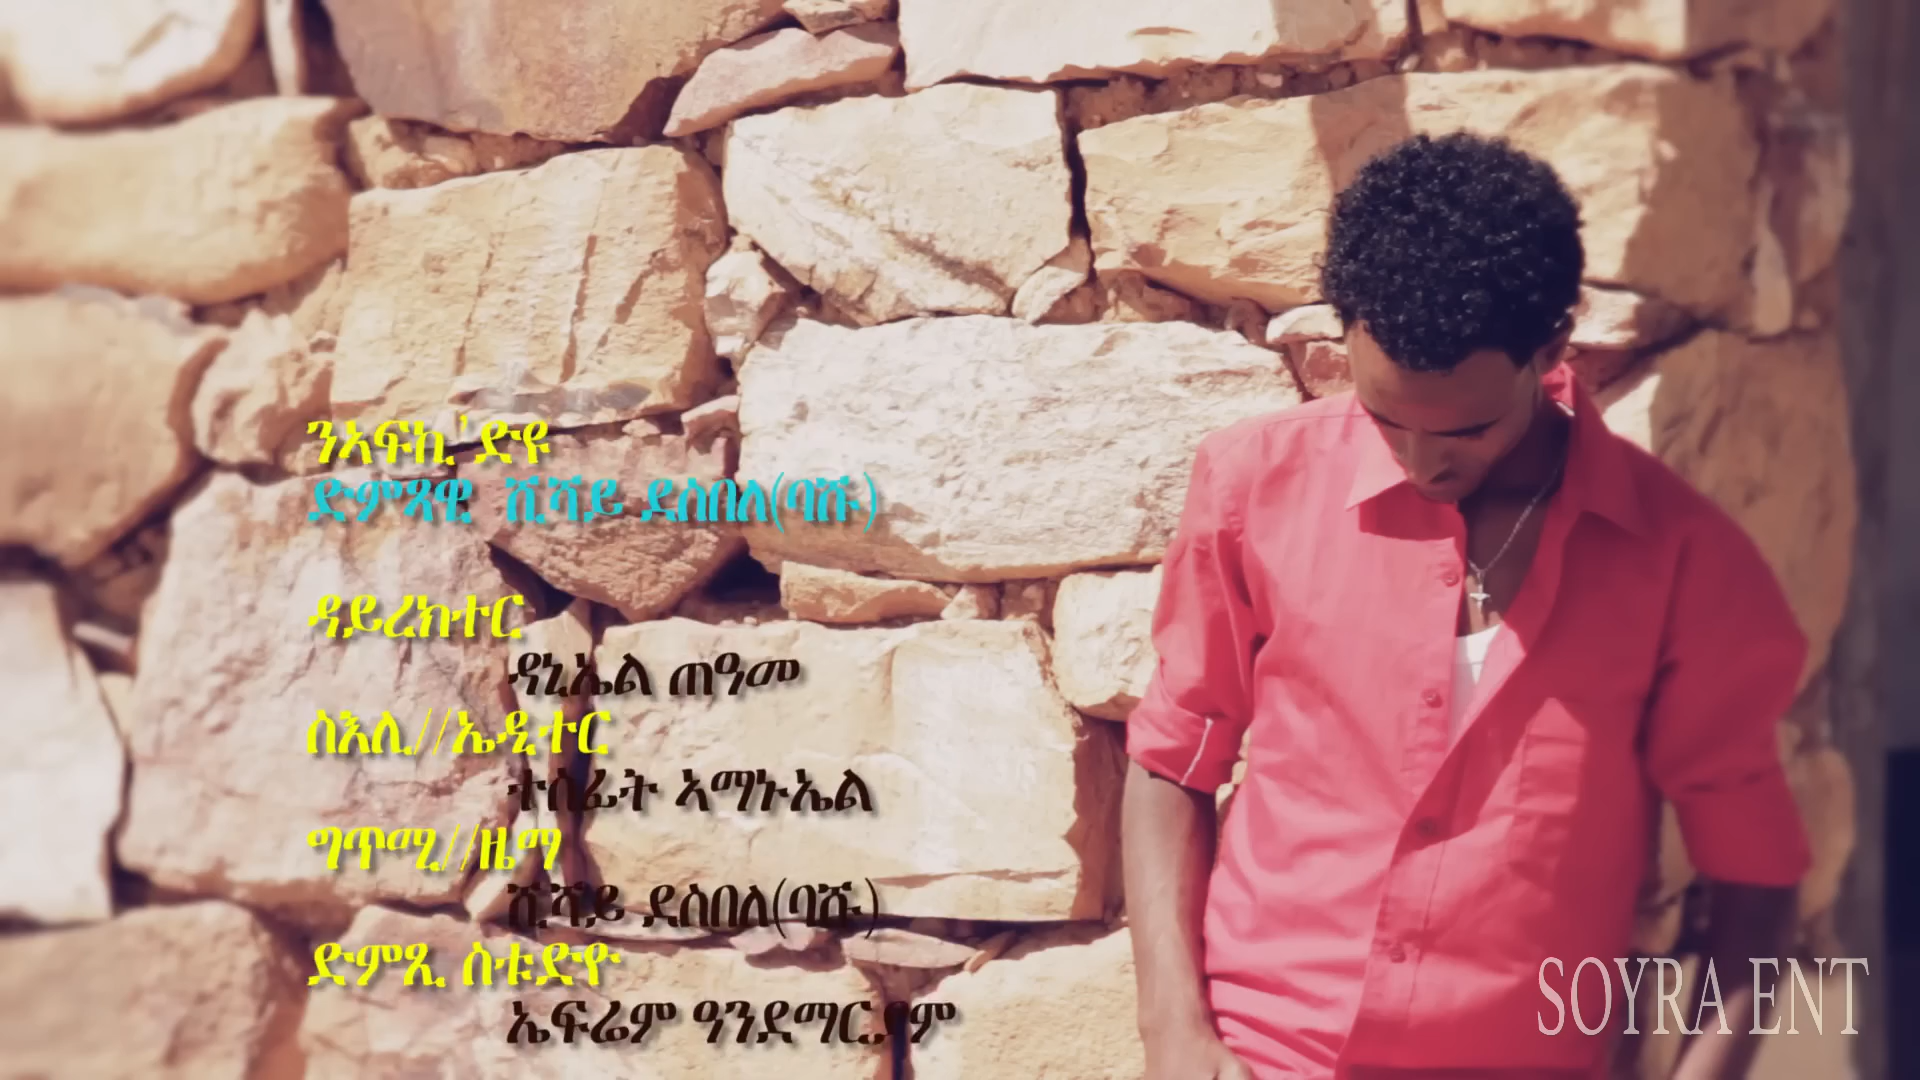 ንኣፍኪ'ድዩ
ድምጻዊ ሺሻይ ደስበለ(ባሹ)
ዳይረክተር
ዳኒኤል ጠዓመ
ስእሊ//ኤዲተር
ተስፊት ኣማኑኤል
ግጥሚ//ዜማ
ሺሻይ ደስበለ(ባሹ)
ድምጺ ስቱድዮ
ኤፍሬም ዓንደማርያም
SOYRA ENT